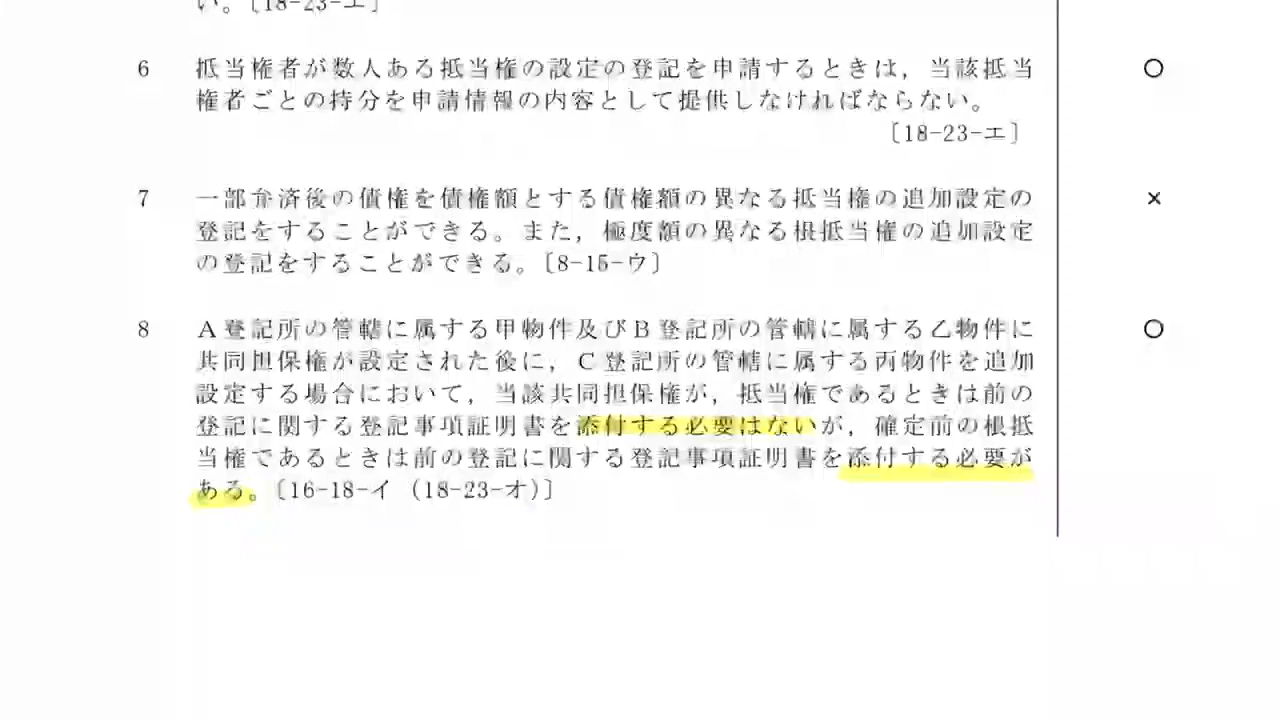 い。〔18-23-エ〕
6 抵当権者が数人ある抵当権の設定の登記を申請するときは，当該抵当 ○
権者ごとの持分を申請情報の内容として提供しなければならない。
〔18-23-エ〕
7 一部弁済後の債権を債権額とする債権額の異なる抵当権の追加設定の ×
登記をすることができる。また，極度額の異なる根抵当権の追加設定
の登記をすることができる。〔8-15-ウ〕
8 A登記所の管轄に属する甲物件及びB登記所の管轄に属する乙物件に ○
共同担保権が設定された後に，C登記所の管轄に属する丙物件を追加
設定する場合において，当該共同担保権が，抵当権であるときは前の
登記に関する登記事項証明書を添付する必要はないが，確定前の根抵
当権であるときは前の登記に関する登記事項証明書を添付する必要が
ある。〔16-18-イ（18-23-オ）〕